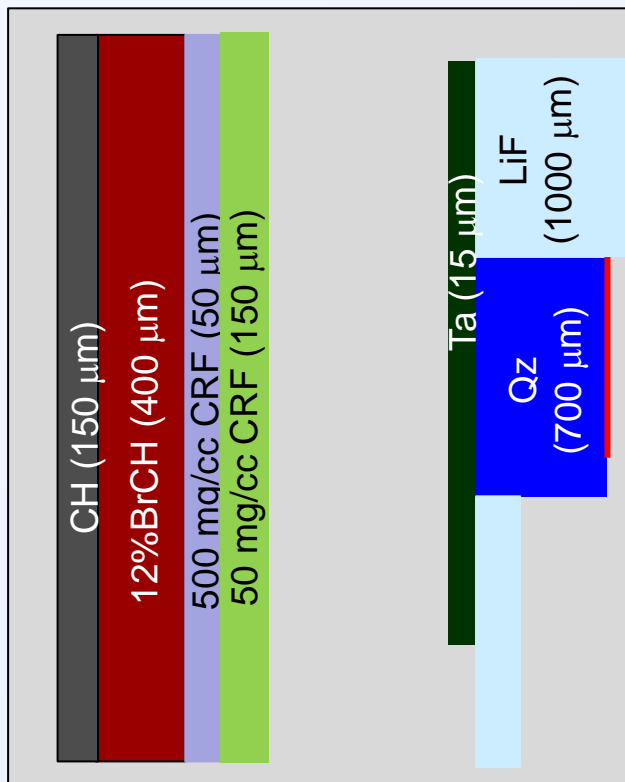 CH (150 μm)
12%BrCH (400 μm)
500 mg/cc CRF (50 μm)
50 mg/cc CRF (150 μm)
Ta (15 μm)
LiF
(1000 μm)
Qz
(700 μm)